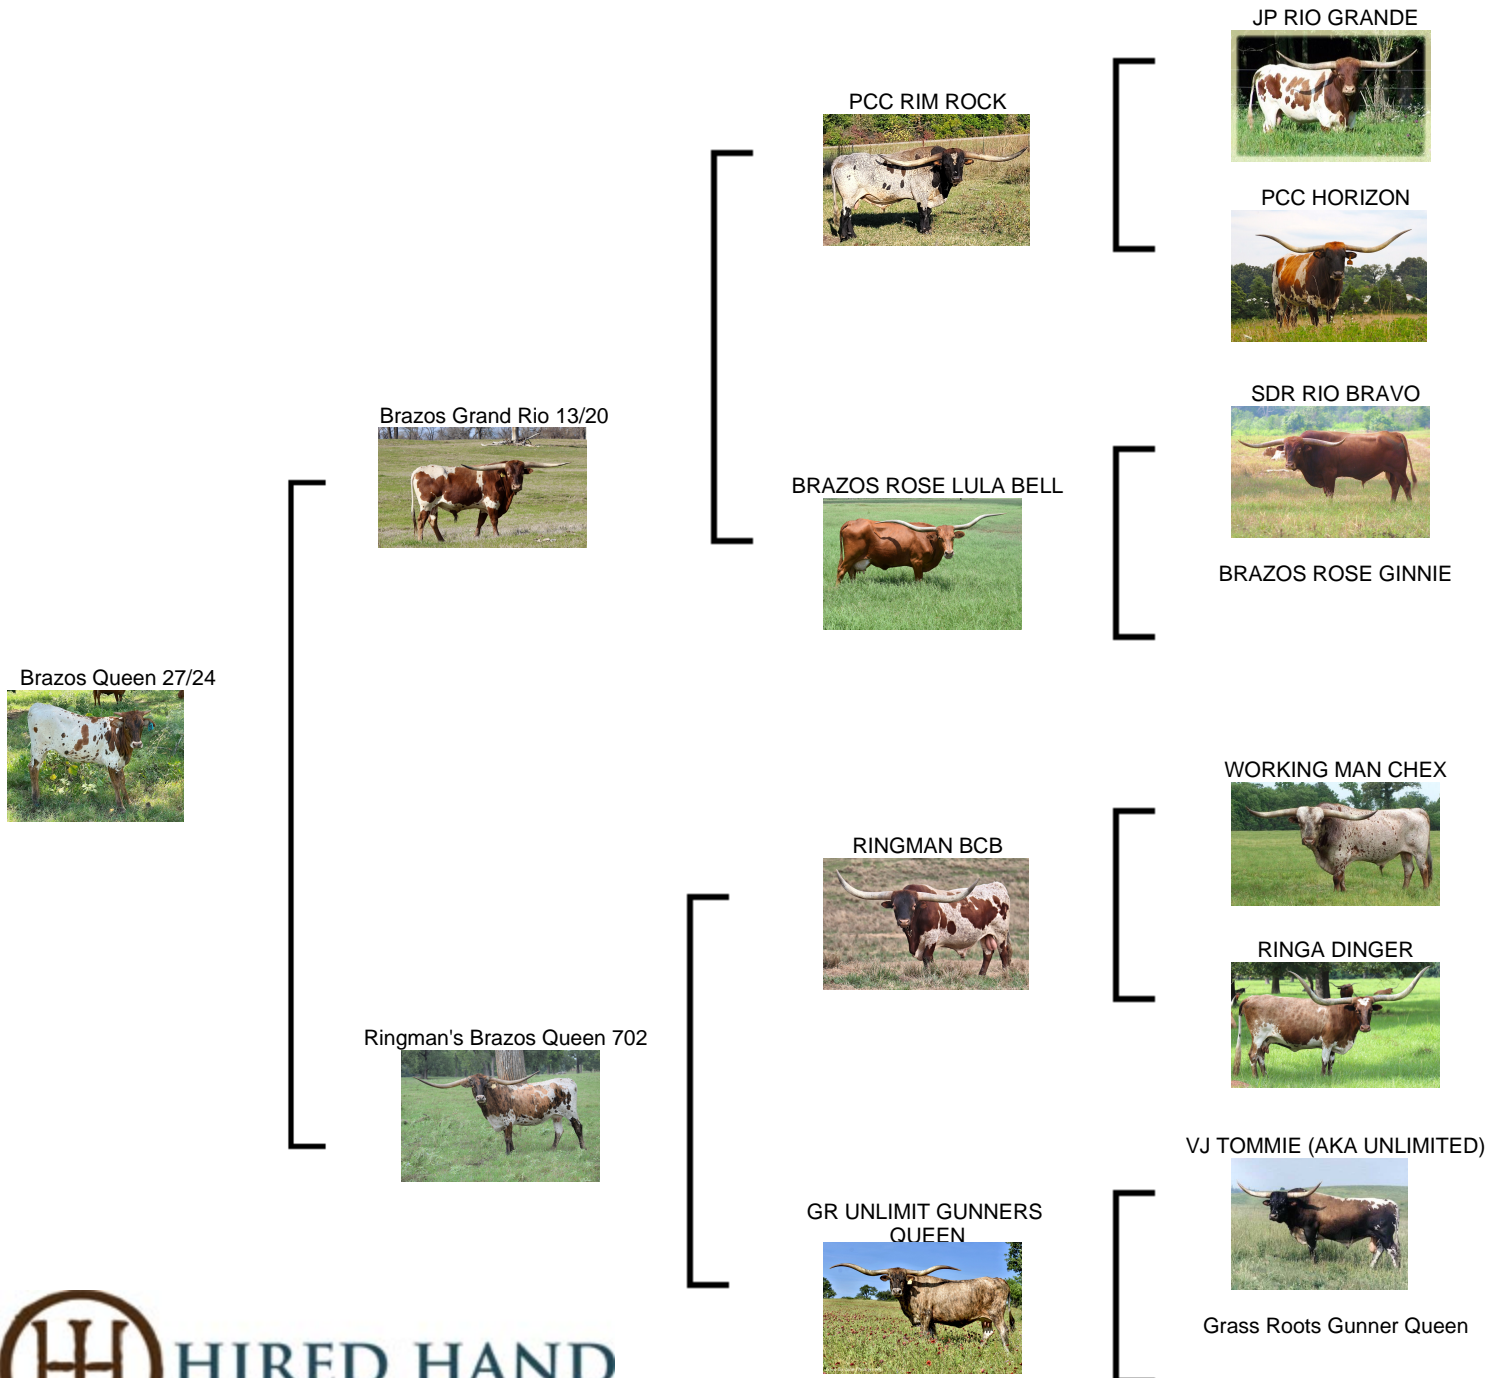 JP RIO GRANDE
PCC RIM ROCK
PCC HORIZON
SDR RIO BRAVO
Brazos Grand Rio 13/20
BRAZOS ROSE LULA BELL
BRAZOS ROSE GINNIE
Brazos Queen 27/24
WORKING MAN CHEX
RINGMAN BCB
RINGA DINGER
Ringman's Brazos Queen 702
VJ TOMMIE (AKA UNLIMITED)
GR UNLIMIT GUNNERS
QUEEN
Grass Roots Gunner Queen
HIRED HAND